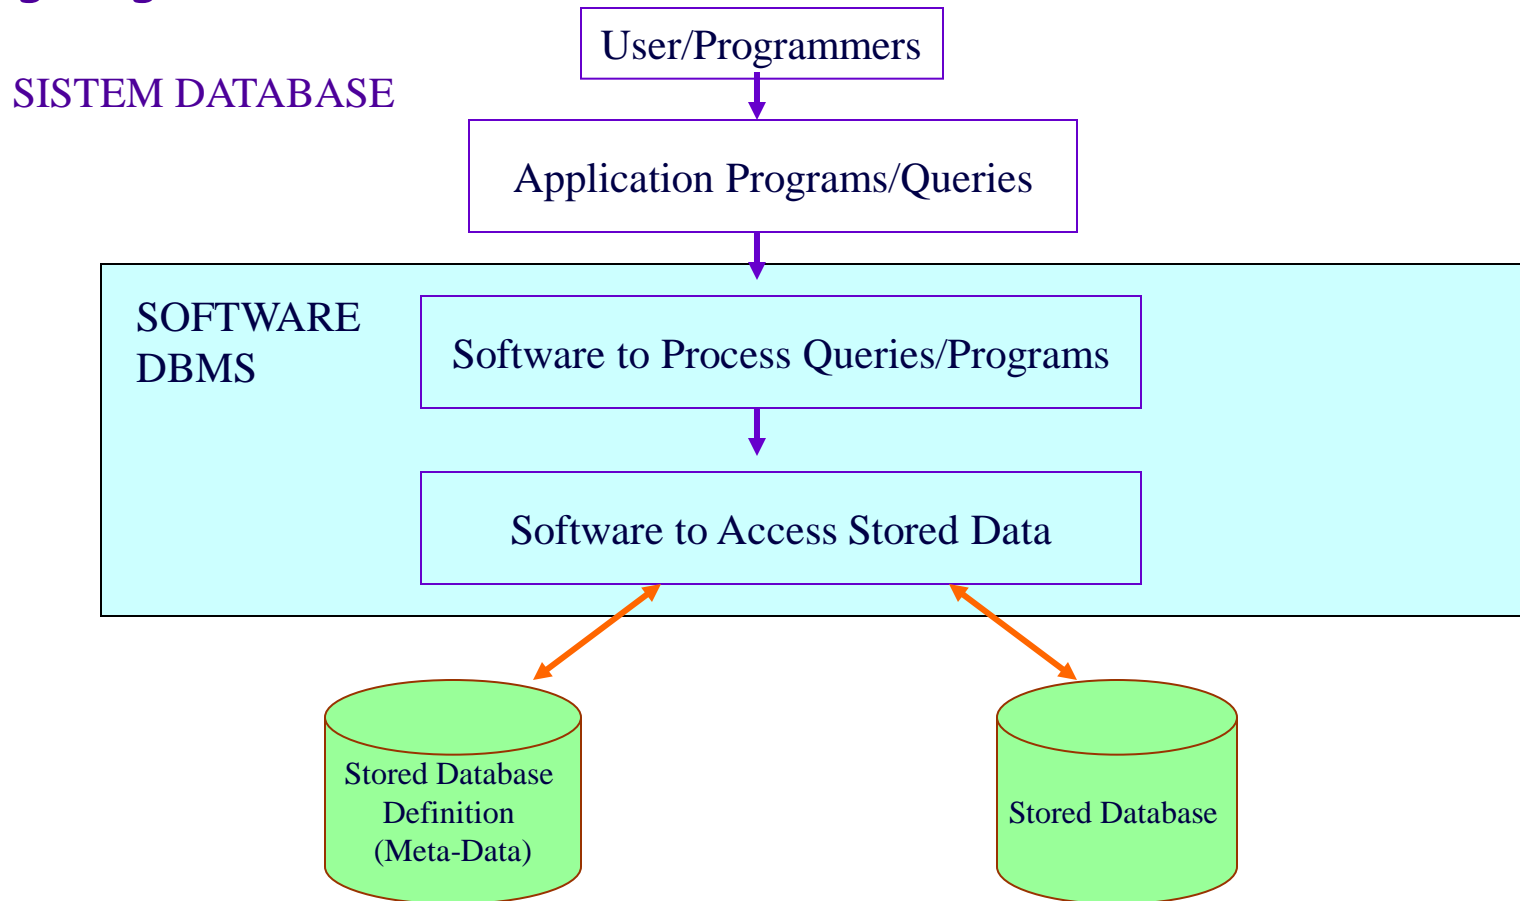 User/Programmers
SISTEM DATABASE
Application Programs/Queries
SOFTWARE
DBMS
Software to Process Queries/Programs
Software to Access Stored Data
Stored Database
Definition
(Meta-Data)
Stored Database